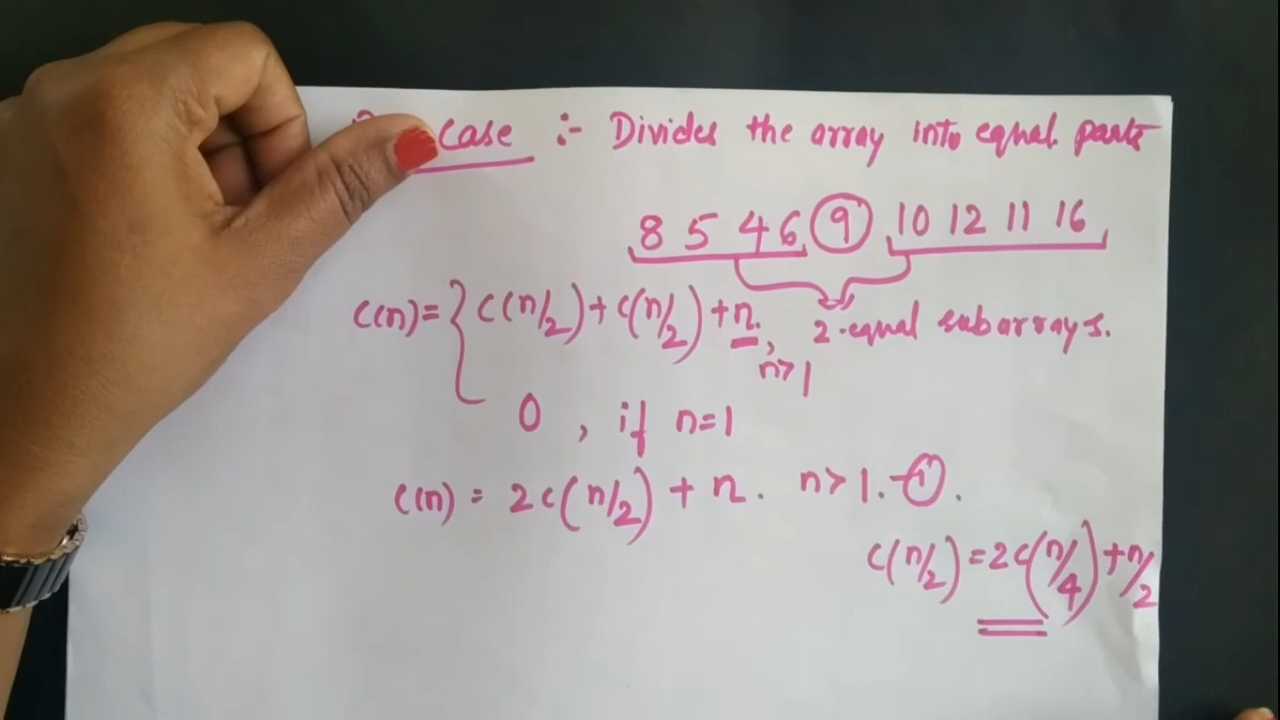 case :- Divides the array into equal parts
8 5 4 6 9 10 12 11 16
C(n)= { C(n/2)+C(n/2)+n, n>1
2-equal subarrays.
0 , if n=1
C(n) = 2C(n/2) + n. n>1.-①.
C(n/2)=2C(n/4)+n/2